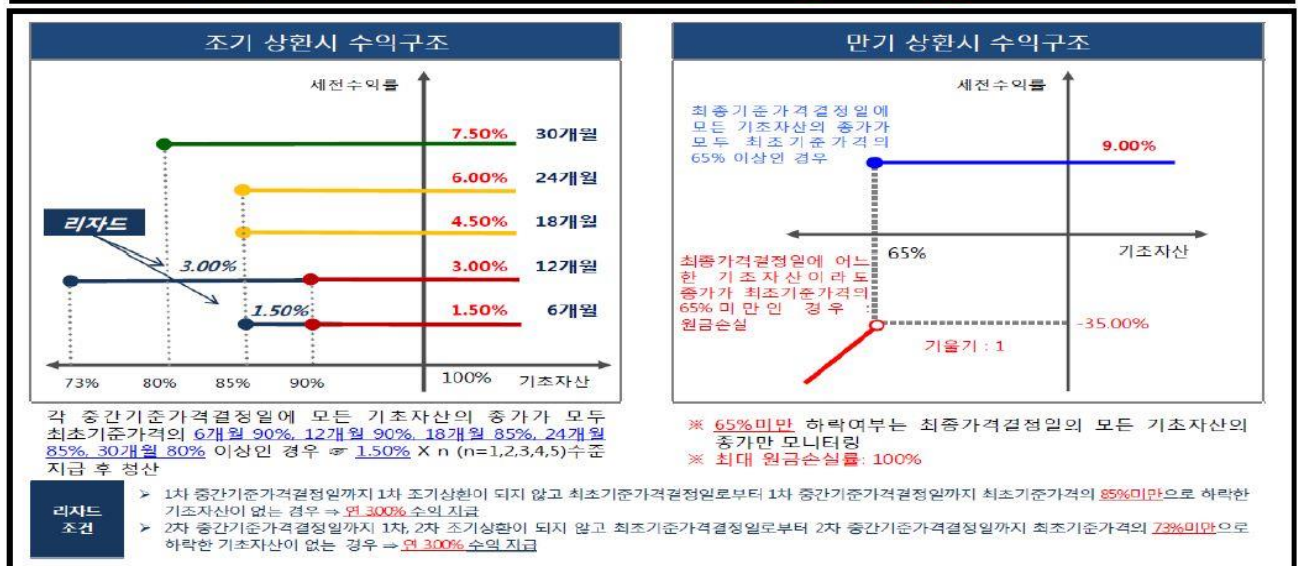 조기 상환시 수익구조
세전수익률
7.50% 30개월
6.00% 24개월
4.50% 18개월
리자드
3.00% 3.00% 12개월
1.50% 1.50% 6개월
73% 80% 85% 90% 100% 기초자산
각 중간기준가격결정일에 모든 기초자산의 종가가 모두
최초기준가격의 6개월 90%, 12개월 90%, 18개월 85%, 24개월
85%, 30개월 80% 이상인 경우 ☞ 1.50% X n (n=1,2,3,4,5)수준
지급 후 청산
만기 상환시 수익구조
세전수익률
최종기준가격결정일에
모든 기초자산의 종가가
모두 최초기준가격의
65% 이상인 경우
9.00%
65% 기초자산
최종가격결정일에 어느
한 기초자산이라도
종가가 최초기준가격의
65%미만인 경우 :
원금손실
-35.00%
기울기 : 1
※ 65%미만 하락여부는 최종가격결정일의 모든 기초자산의
종가만 모니터링
※ 최대 원금손실률: 100%
리자드
조건
➢ 1차 중간기준가격결정일까지 1차 조기상환이 되지 않고 최초기준가격결정일로부터 1차 중간기준가격결정일까지 최초기준가격의 85%미만으로 하락한
기초자산이 없는 경우 ⇒ 연 3.00% 수익 지급
➢ 2차 중간기준가격결정일까지 1차, 2차 조기상환이 되지 않고 최초기준가격결정일로부터 2차 중간기준가격결정일까지 최초기준가격의 73%미만으로
하락한 기초자산이 없는 경우 ⇒ 연 3.00% 수익 지급